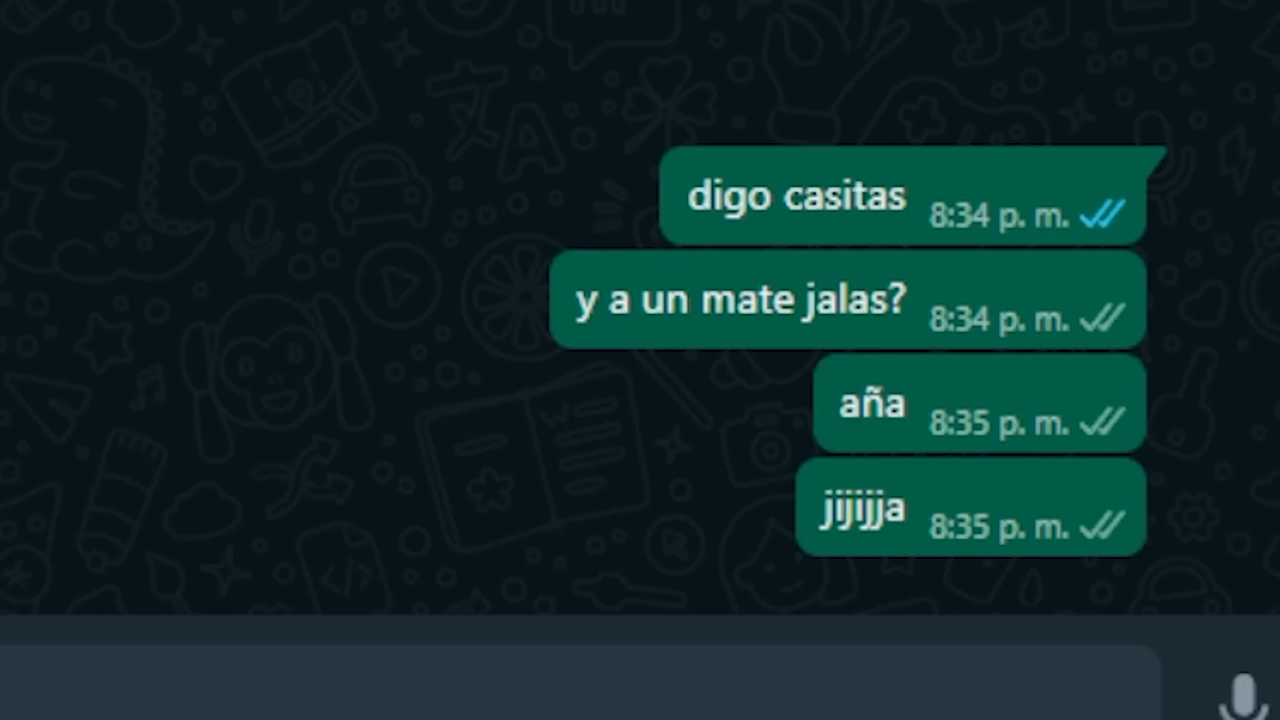 digo casitas 8:34 p. m.
y a un mate jalas? 8:34 p. m.
aña 8:35 p. m.
jijijja 8:35 p. m.